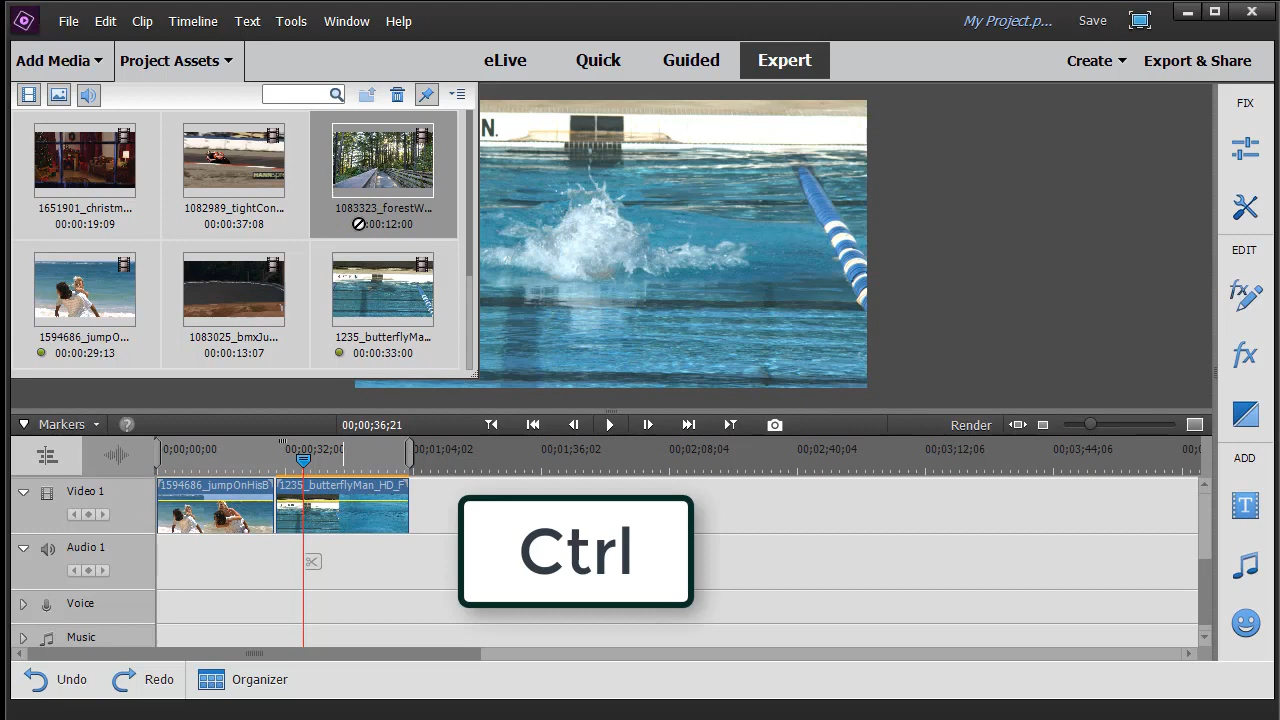 File Edit Clip Timeline Text Tools Window Help
My Project.p... Save
Add Media Project Assets
eLive Quick Guided Expert
Create Export & Share
FIX
1651901_christm...
00:00:19:09
1082989_tightCon...
00:00:37:08
1083323_forestW...
:00:12:00
1594686_jumpO...
00:00:29:13
1083025_bmxJu...
00:00:13:07
1235_butterflyMa...
00:00:33:00
N.
EDIT
Markers
00;00;36;21
Render
0;00;00;00 00;00;32;00 00;01;04;02 00;01;36;02 00;02;08;04 00;02;40;04 00;03;12;06 00;03;44;06
ADD
Video 1
1594686_jumpOnHisB
1235_butterflyMan_HD_F
Ctrl
Audio 1
Voice
Music
Undo Redo Organizer